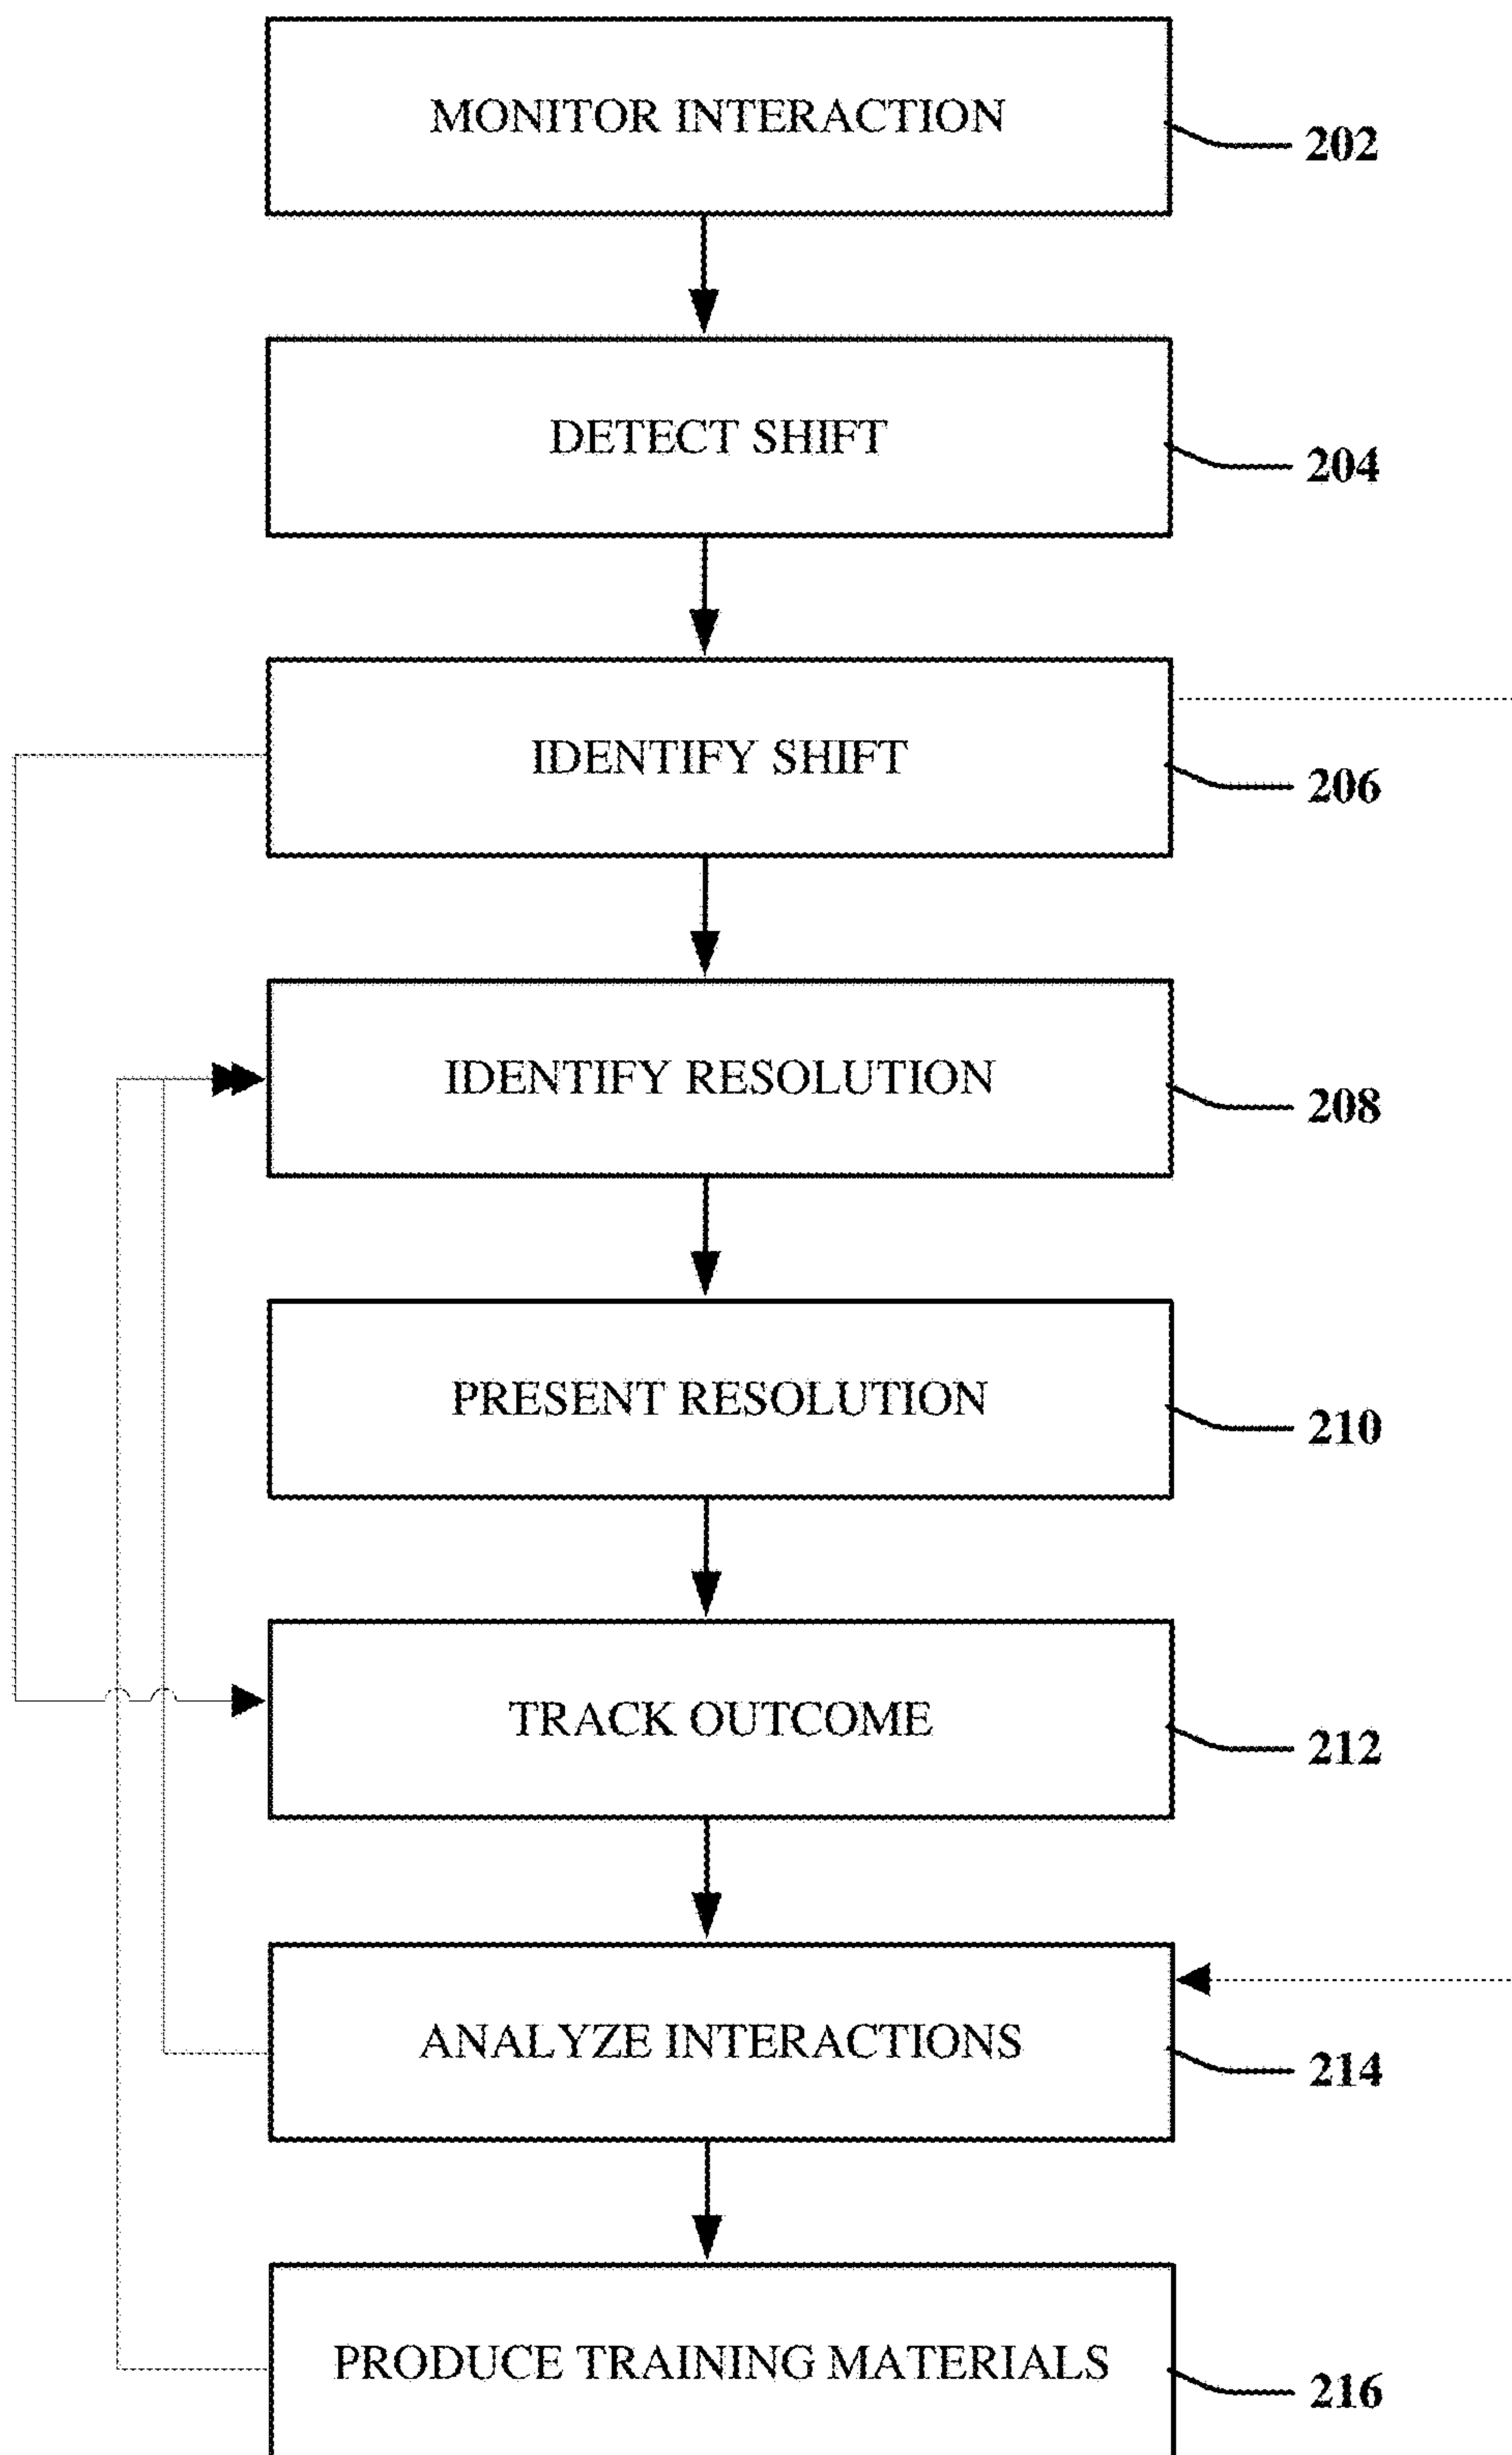 MONITOR INTERACTION
202
DETECT SHIFT
204
IDENTIFY SHIFT
206
IDENTIFY RESOLUTION
208
PRESENT RESOLUTION
210
TRACK OUTCOME
212
ANALYZE INTERACTIONS
214
PRODUCE TRAINING MATERIALS
216